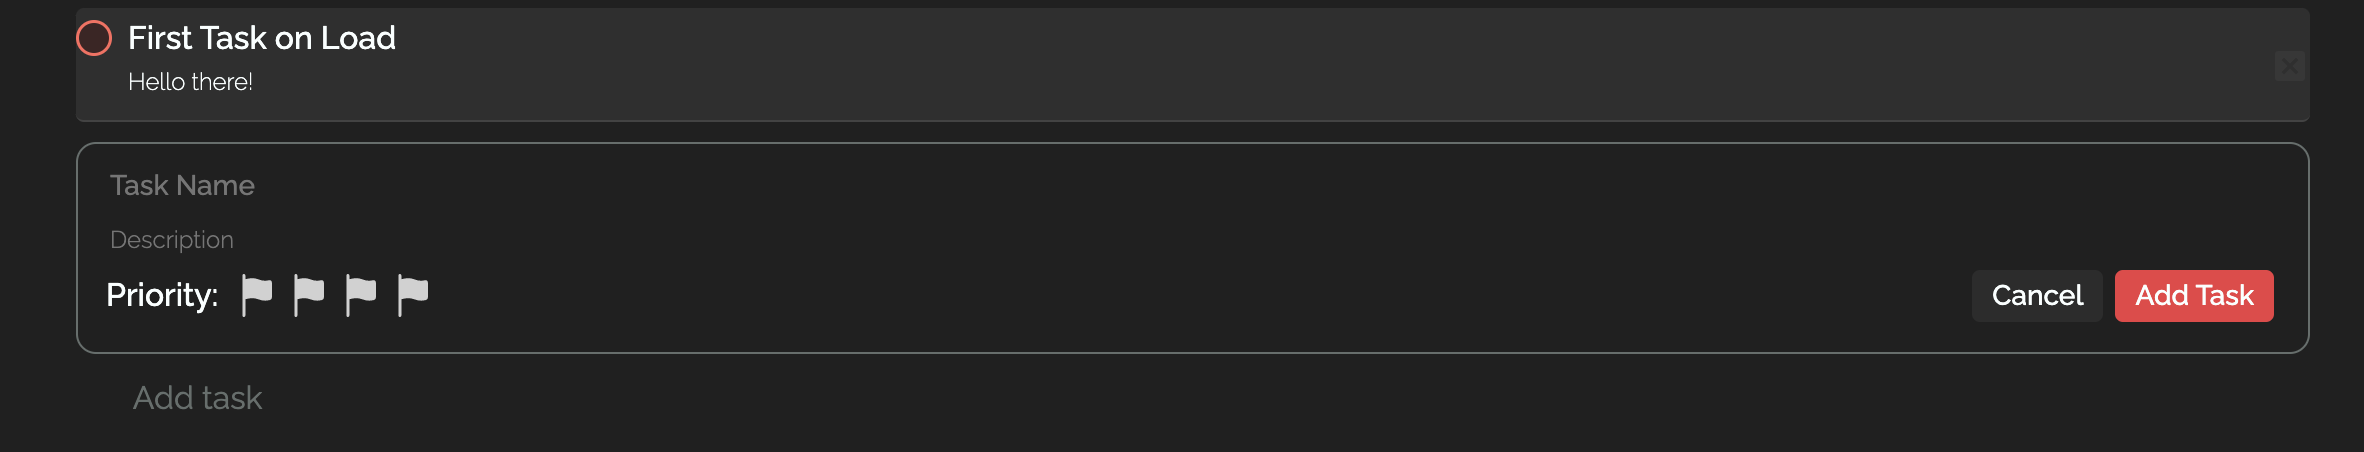 First Task on Load
Hello there!
Task Name
Description
Priority:
Cancel
Add Task
Add task